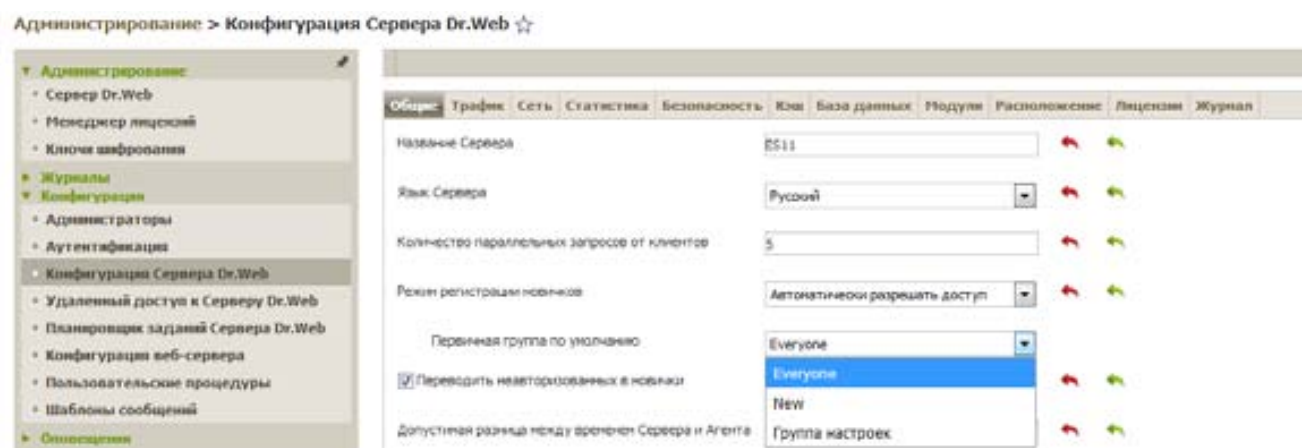 Администрирование > Конфигурация Сервера Dr.Web
Администрирование
Сервер Dr.Web
Менеджер лицензий
Ключи шифрования
Журналы
Конфигурация
Администраторы
Аутентификация
Конфигурация Сервера Dr.Web
Удаленный доступ к Серверу Dr.Web
Планировщик заданий Сервера Dr.Web
Конфигурация веб-сервера
Пользовательские процедуры
Шаблоны сообщений
Оповещения
Общие Трафик Сеть Статистика Безопасность Кэш База данных Модули Расположение Лицензии Журнал
Название Сервера ES11
Язык Сервера Русский
Количество параллельных запросов от клиентов 5
Режим регистрации новичков Автоматически разрешать доступ
Первичная группа по умолчанию Everyone
Everyone
Переводить неавторизованных в новички
New
Допустимая разница между временем Сервера и Агента
Группа настроек